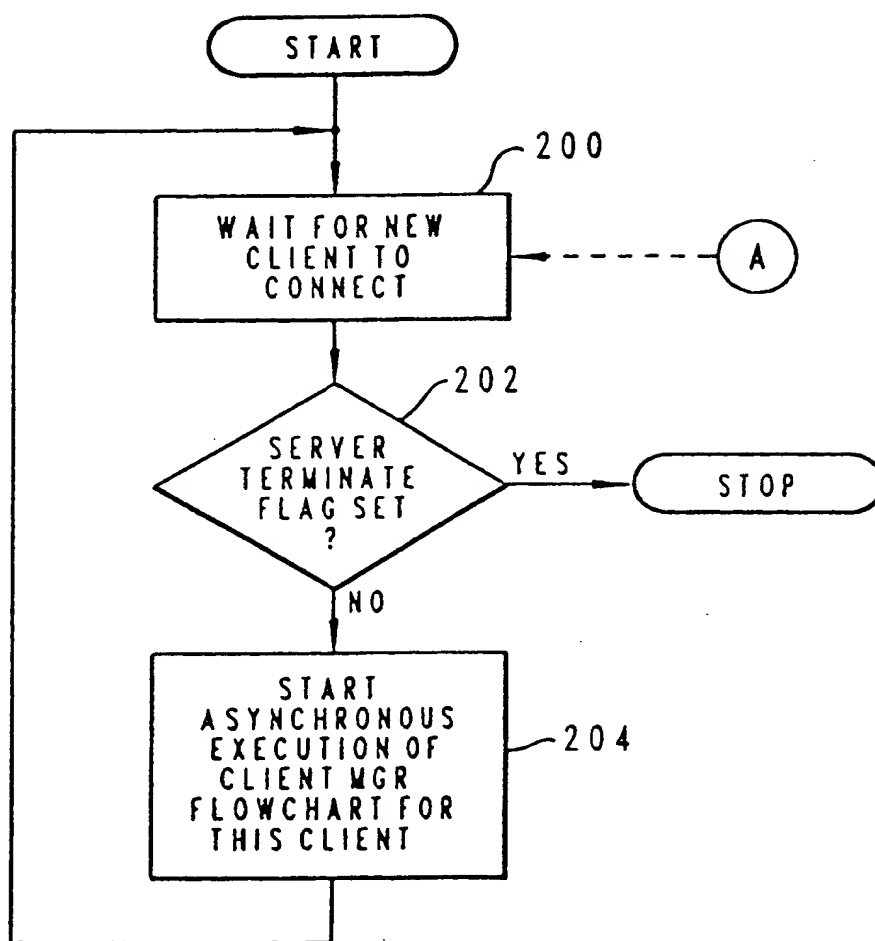 START
200
WAIT FOR NEW
CLIENT TO
CONNECT
A
202
SERVER
TERMINATE
FLAG SET
?
YES
STOP
NO
START
ASYNCHRONOUS
EXECUTION OF
CLIENT MGR
FLOWCHART FOR
THIS CLIENT
204